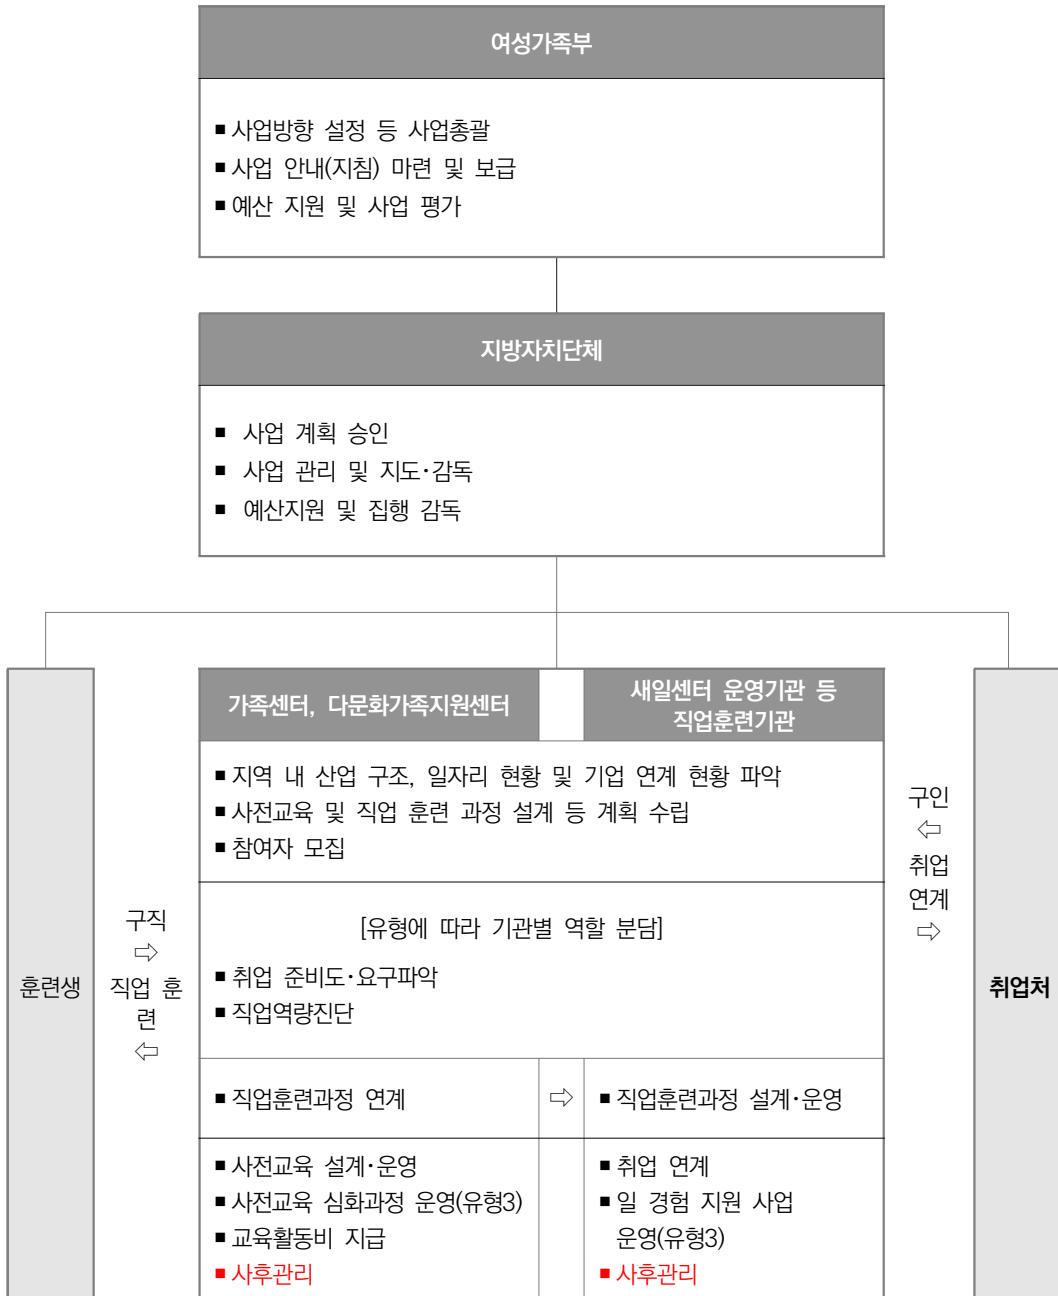 여성가족부
■ 사업방향 설정 등 사업총괄
■ 사업 안내(지침) 마련 및 보급
■ 예산 지원 및 사업 평가
지방자치단체
■ 사업 계획 승인
■ 사업 관리 및 지도·감독
■ 예산지원 및 집행 감독
훈련생
구직
⇨
직업 훈
련
⇦
가족센터, 다문화가족지원센터
새일센터 운영기관 등
직업훈련기관
■ 지역 내 산업 구조, 일자리 현황 및 기업 연계 현황 파악
■ 사전교육 및 직업 훈련 과정 설계 등 계획 수립
■ 참여자 모집
[유형에 따라 기관별 역할 분담]
■ 취업 준비도·요구파악
■ 직업역량진단
■ 직업훈련과정 연계
⇨
■ 직업훈련과정 설계·운영
■ 사전교육 설계·운영
■ 사전교육 심화과정 운영(유형3)
■ 교육활동비 지급
■ 사후관리
■ 취업 연계
■ 일 경험 지원 사업
운영(유형3)
■ 사후관리
구인
⇦
취업
연계
⇨
취업처